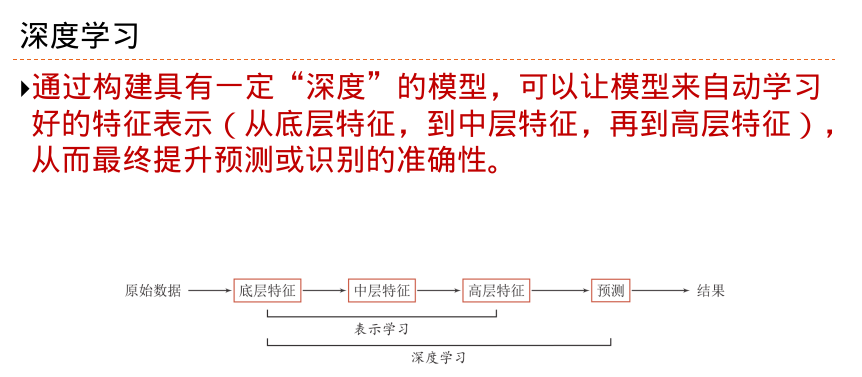 深度学习
通过构建具有一定“深度”的模型，可以让模型来自动学习
好的特征表示（从底层特征，到中层特征，再到高层特征），
从而最终提升预测或识别的准确性。
原始数据 底层特征 中层特征 高层特征 预测 结果
表示学习
深度学习